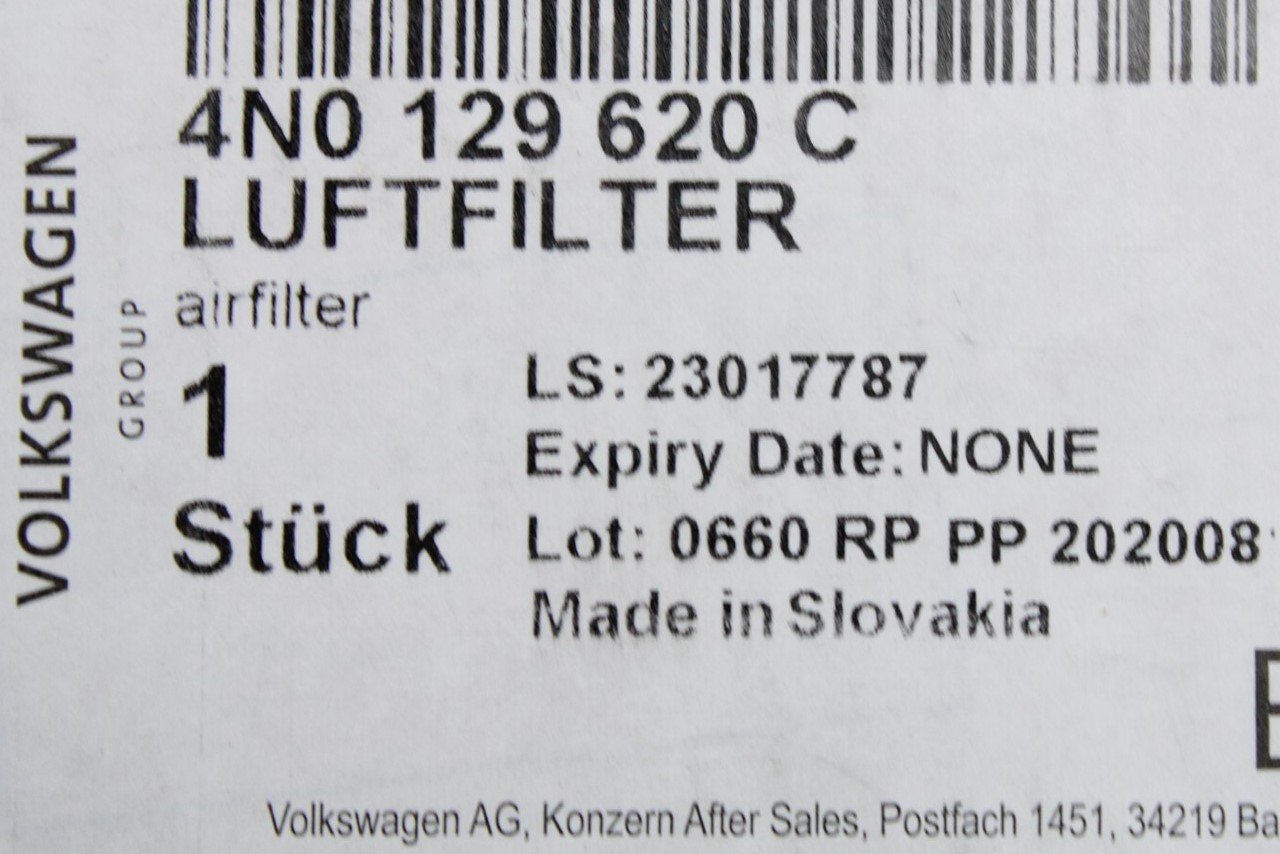 VOLKSWAGEN
GROUP
4N0 129 620 C
LUFTFILTER
airfilter
1
Stück
LS: 23017787
Expiry Date: NONE
Lot: 0660 RP PP 202008
Made in Slovakia
Volkswagen AG, Konzern After Sales, Postfach 1451, 34219